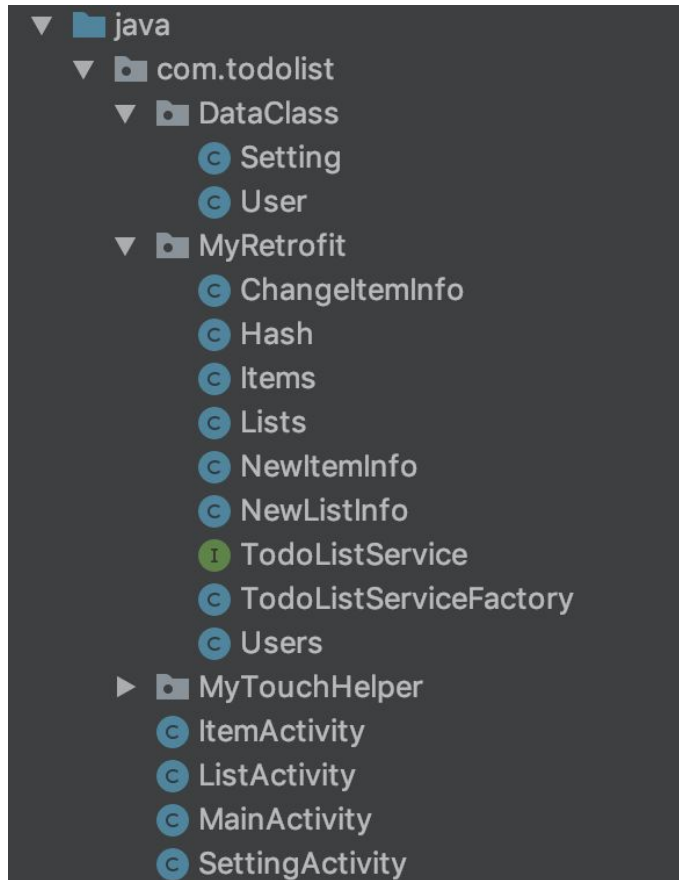 java
com.todolist
DataClass
C Setting
C User
MyRetrofit
C ChangeItemInfo
C Hash
C Items
C Lists
C NewItemInfo
C NewListInfo
I TodoListService
C TodoListServiceFactory
C Users
MyTouchHelper
C ItemActivity
C ListActivity
C MainActivity
C SettingActivity